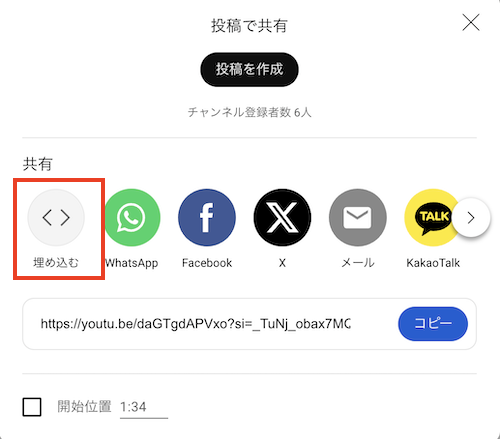 投稿で共有
投稿を作成
チャンネル登録者数 6人
共有
TALK
埋め込む WhatsApp Facebook X メール KakaoTalk
https://youtu.be/daGTgdAPVxo?si=_TuNj_obax7MC コピー
開始位置 1:34